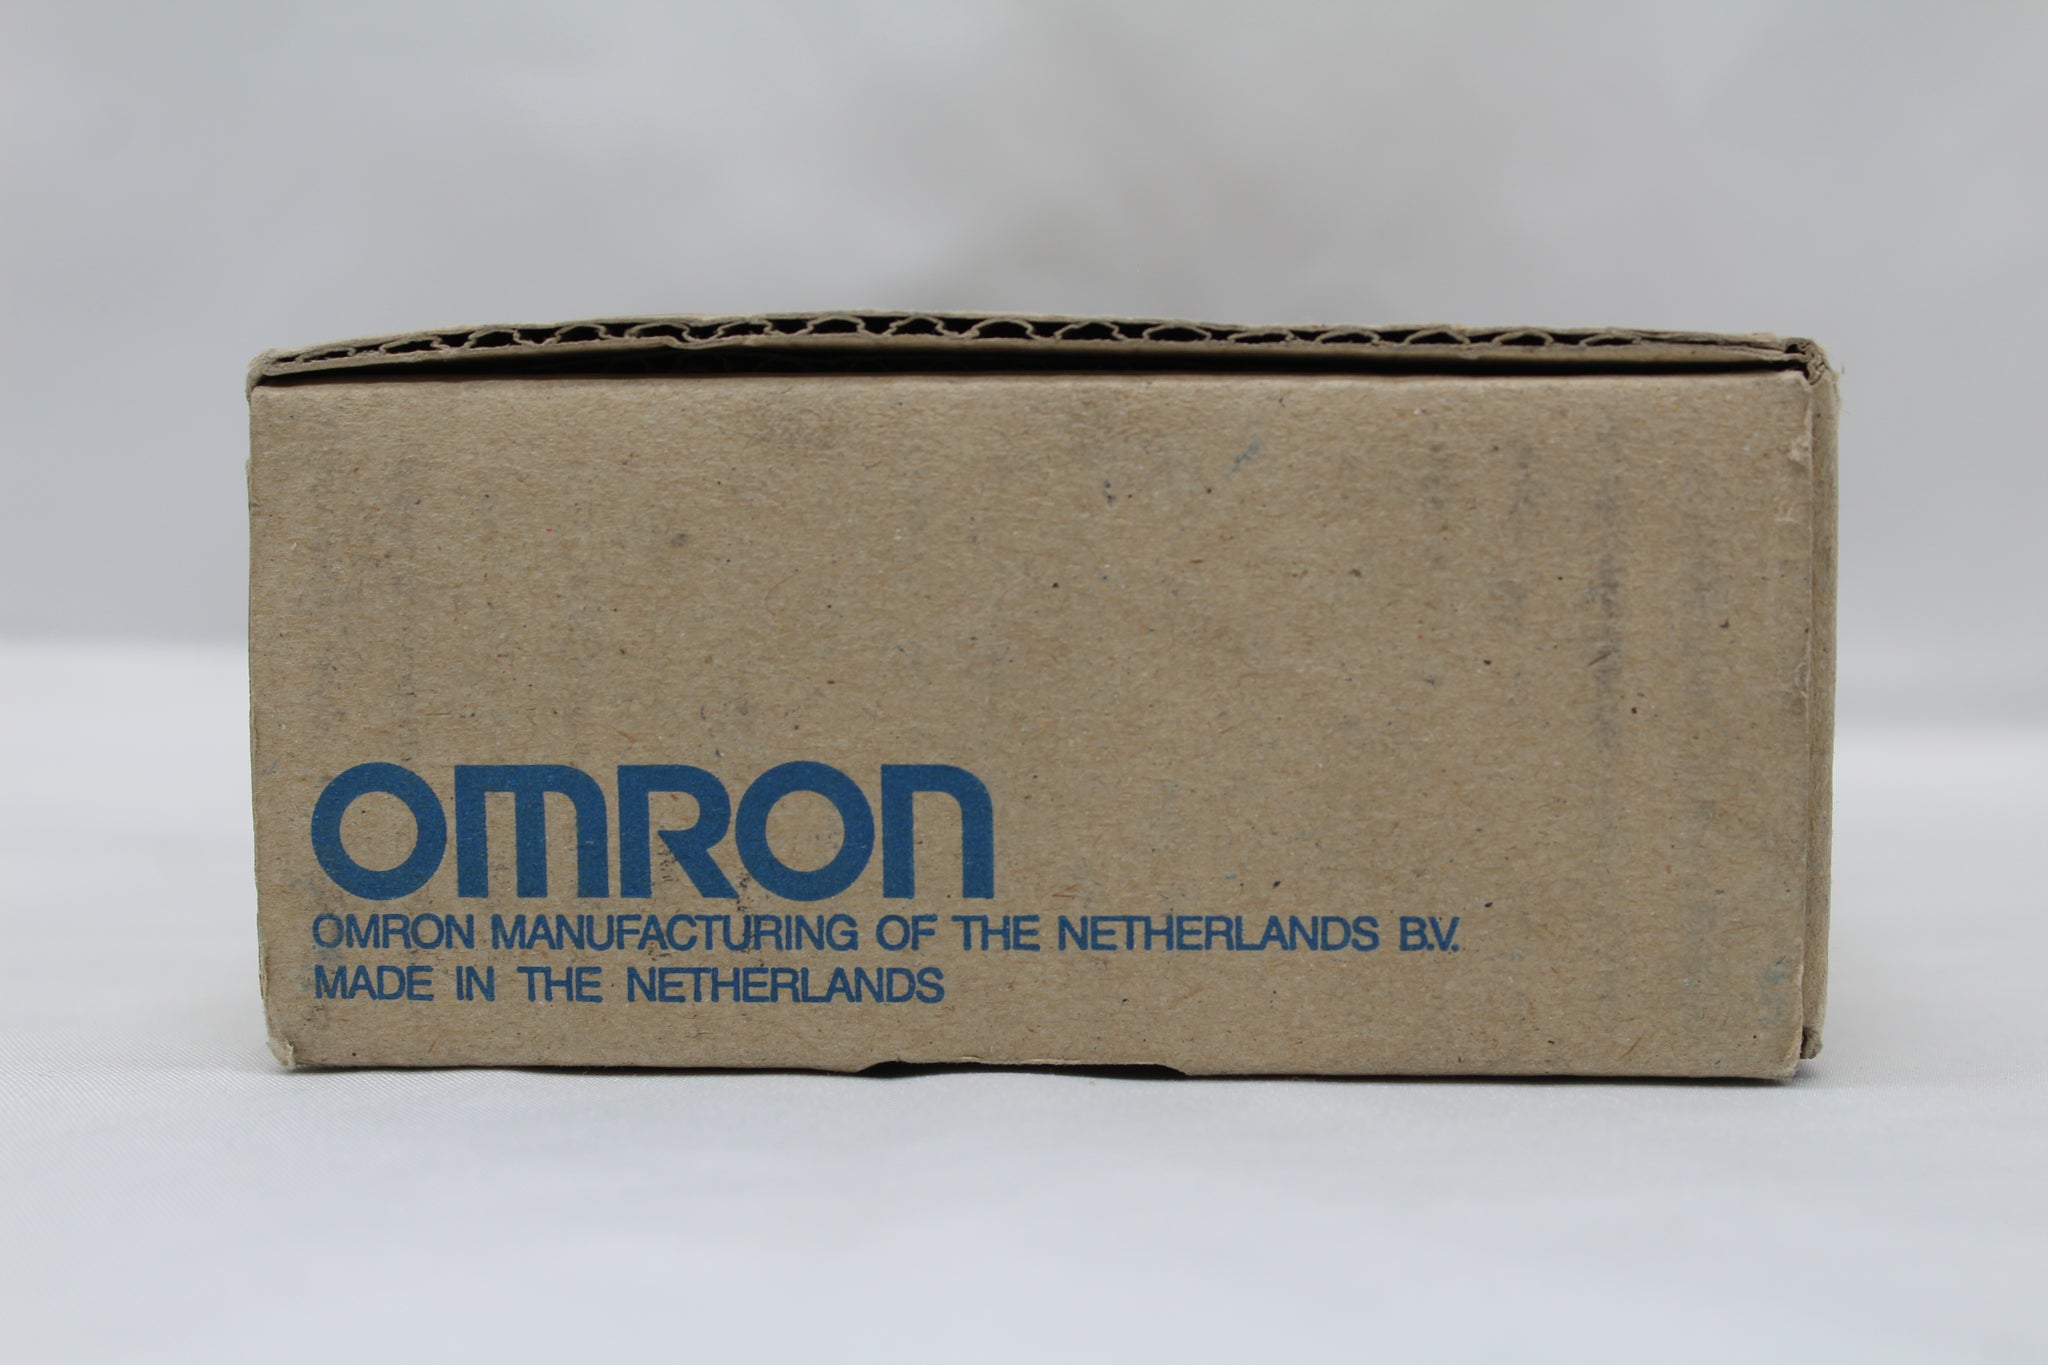 OMRON
OMRON MANUFACTURING OF THE NETHERLANDS B.V.
MADE IN THE NETHERLANDS